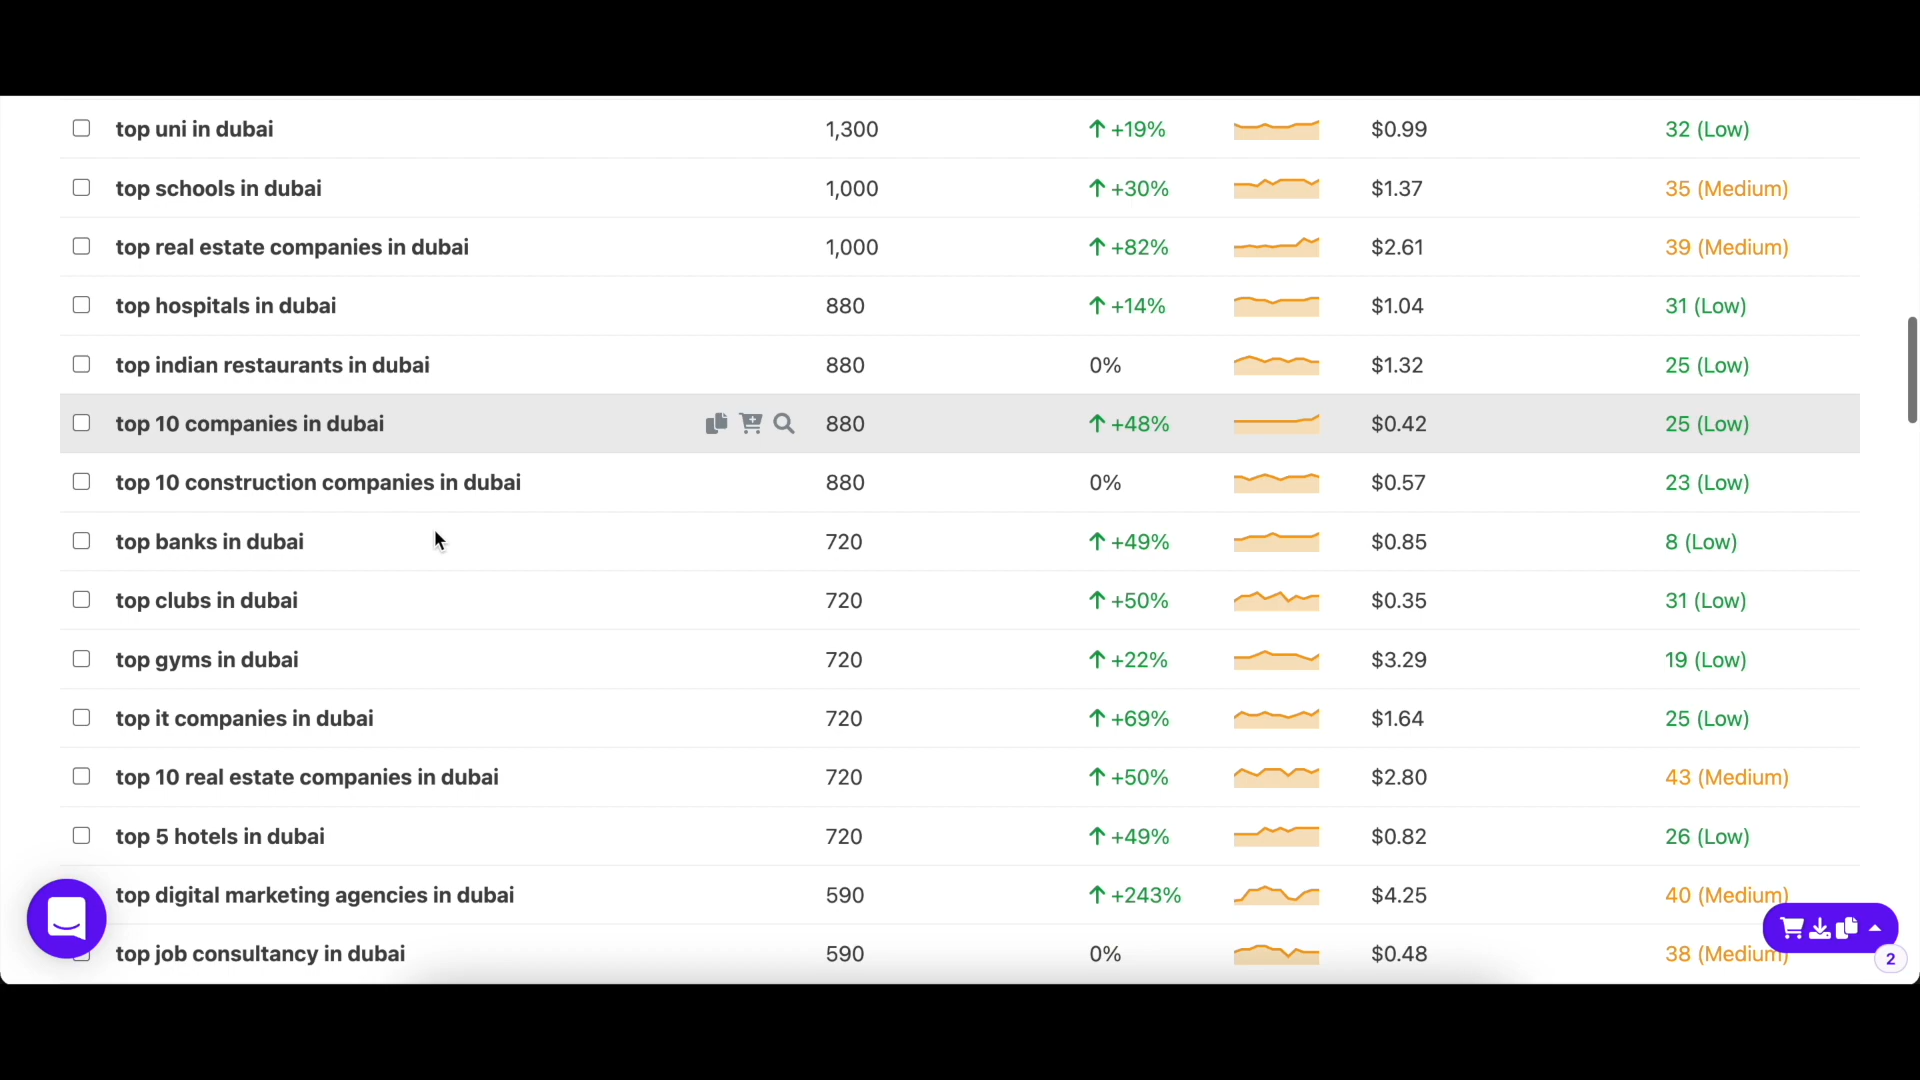 top uni in dubai 1,300 +19% $0.99 32 (Low)
top schools in dubai 1,000 +30% $1.37 35 (Medium)
top real estate companies in dubai 1,000 +82% $2.61 39 (Medium)
top hospitals in dubai 880 +14% $1.04 31 (Low)
top indian restaurants in dubai 880 0% $1.32 25 (Low)
top 10 companies in dubai 880 +48% $0.42 25 (Low)
top 10 construction companies in dubai 880 0% $0.57 23 (Low)
top banks in dubai 720 +49% $0.85 8 (Low)
top clubs in dubai 720 +50% $0.35 31 (Low)
top gyms in dubai 720 +22% $3.29 19 (Low)
top it companies in dubai 720 +69% $1.64 25 (Low)
top 10 real estate companies in dubai 720 +50% $2.80 43 (Medium)
top 5 hotels in dubai 720 +49% $0.82 26 (Low)
top digital marketing agencies in dubai 590 +243% $4.25 40 (Medium)
top job consultancy in dubai 590 0% $0.48 38 (Medium)
2